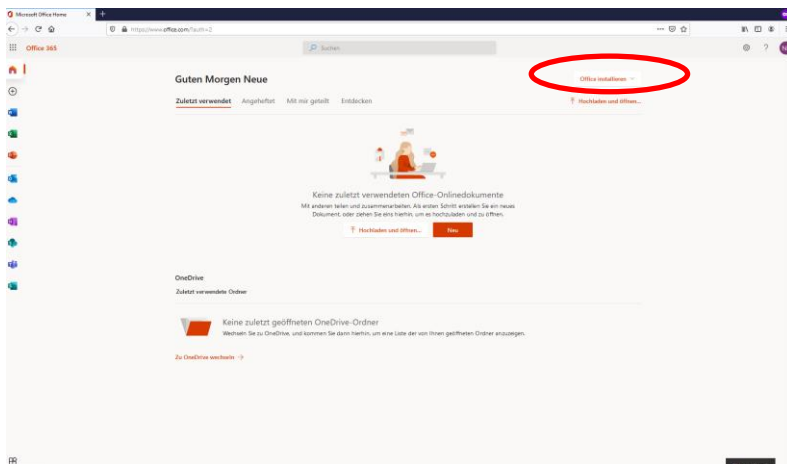 Microsoft Office Home
https://www.office.com/?auth=2
Office 365
Suchen
Guten Morgen Neue
Office installieren
Zuletzt verwendet Angeheftet Mit mir geteilt Entdecken
Hochladen und öffnen...
Keine zuletzt verwendeten Office-Onlinedokumente
Mit anderen teilen und zusammenarbeiten. Als ersten Schritt erstellen Sie ein neues
Dokument, oder ziehen Sie eins hierhin, um es hochzuladen und zu öffnen.
Hochladen und öffnen... Neu
OneDrive
Zuletzt verwendete Ordner
Keine zuletzt geöffneten OneDrive-Ordner
Wechseln Sie zu OneDrive, und kommen Sie dann hierhin, um eine Liste der von Ihnen geöffneten Ordner anzuzeigen.
Zu OneDrive wechseln